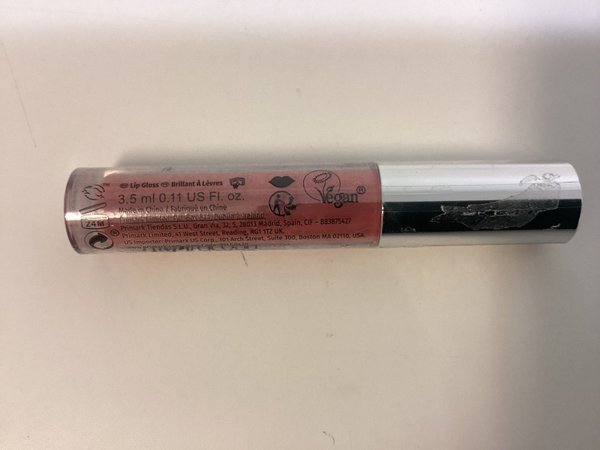 Lip Gloss Brillant À Lèvres
3.5 ml 0.11 US Fl. oz.
Made in China / Fabriqué en Chine
Primark Tiendas S.L.U., Gran Via, 32, 5, 28013 Madrid, Spain, CIF - B83875427
Primark Limited, 41 West Street, Reading, RG1 1TZ UK.
US Importer: Primark US Corp., 101 Arch Street, Suite 300, Boston MA 02110, USA.
Vegan®
24M